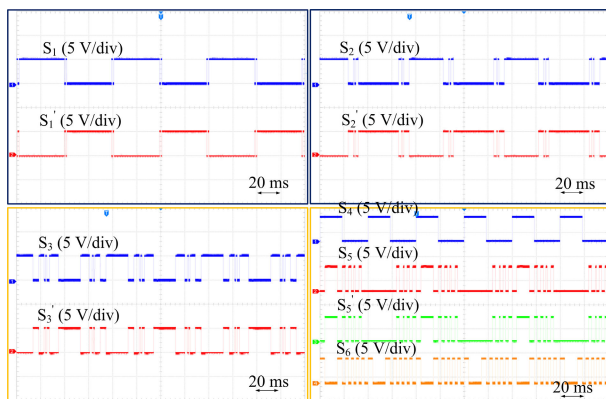 S₁ (5 V/div)
S₁' (5 V/div)
20 ms
S₂ (5 V/div)
S₂' (5 V/div)
20 ms
S₃ (5 V/div)
S₃' (5 V/div)
20 ms
S₄ (5 V/div)
S₅ (5 V/div)
S₅' (5 V/div)
S₆ (5 V/div)
20 ms